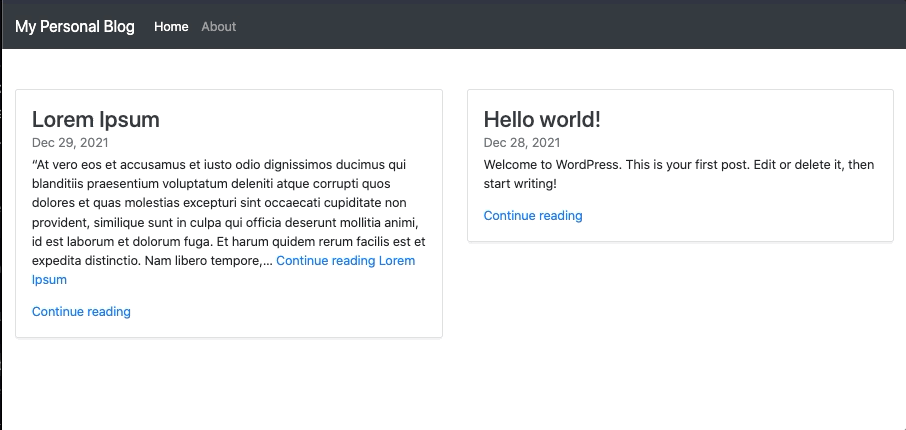 My Personal Blog Home About
Lorem Ipsum
Dec 29, 2021
“At vero eos et accusamus et iusto odio dignissimos ducimus qui
blanditiis praesentium voluptatum deleniti atque corrupti quos
dolores et quas molestias excepturi sint occaecati cupiditate non
provident, similique sunt in culpa qui officia deserunt mollitia animi,
id est laborum et dolorum fuga. Et harum quidem rerum facilis est et
expedita distinctio. Nam libero tempore,… Continue reading Lorem
Ipsum
Continue reading
Hello world!
Dec 28, 2021
Welcome to WordPress. This is your first post. Edit or delete it, then
start writing!
Continue reading